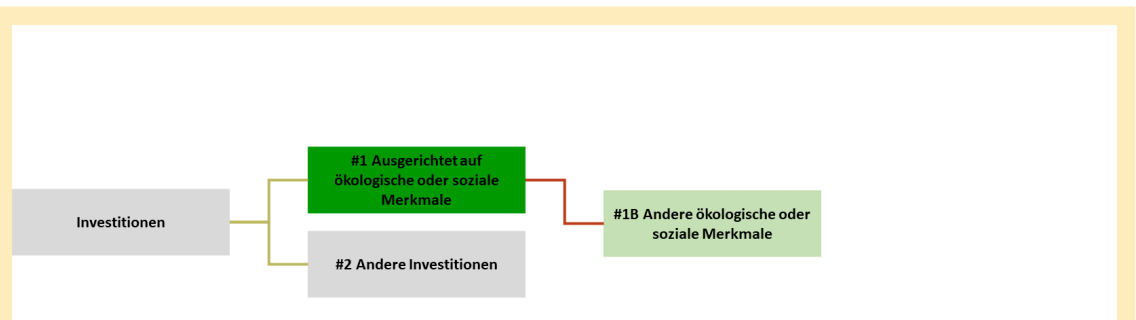 #1 Ausgerichtet auf
ökologische oder soziale
Merkmale
Investitionen
#1B Andere ökologische oder
soziale Merkmale
#2 Andere Investitionen